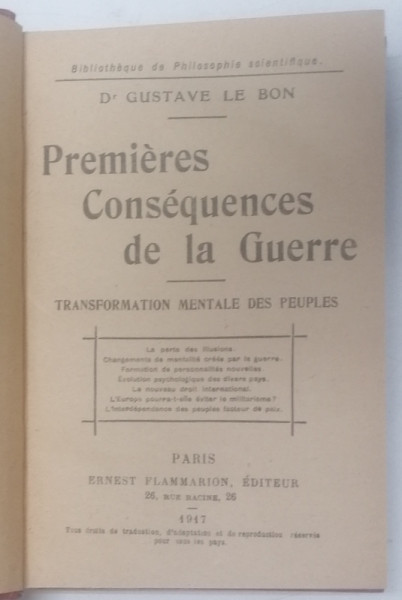 Bibliothèque de Philosophie scientifique.
Dr GUSTAVE LE BON
Premières
Conséquences
de la Guerre
TRANSFORMATION MENTALE DES PEUPLES
La perte des illusions.
Changements de mentalité créés par la guerre.
Formation de personnalités nouvelles.
Évolution psychologique des divers pays.
Le nouveau droit international.
L'Europe pourra-t-elle éviter le militarisme?
L'interdépendance des peuples facteur de paix.
PARIS
ERNEST FLAMMARION, ÉDITEUR
26, RUE RACINE, 26
1917
Tous droits de traduction, d'adaptation et de reproduction réservés
pour tous les pays.